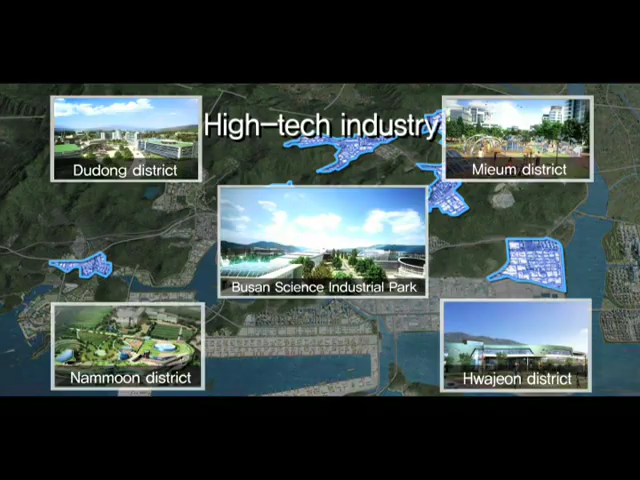 High-tech industry
Dudong district
Mieum district
Busan Science Industrial Park
Nammoon district
Hwajeon district